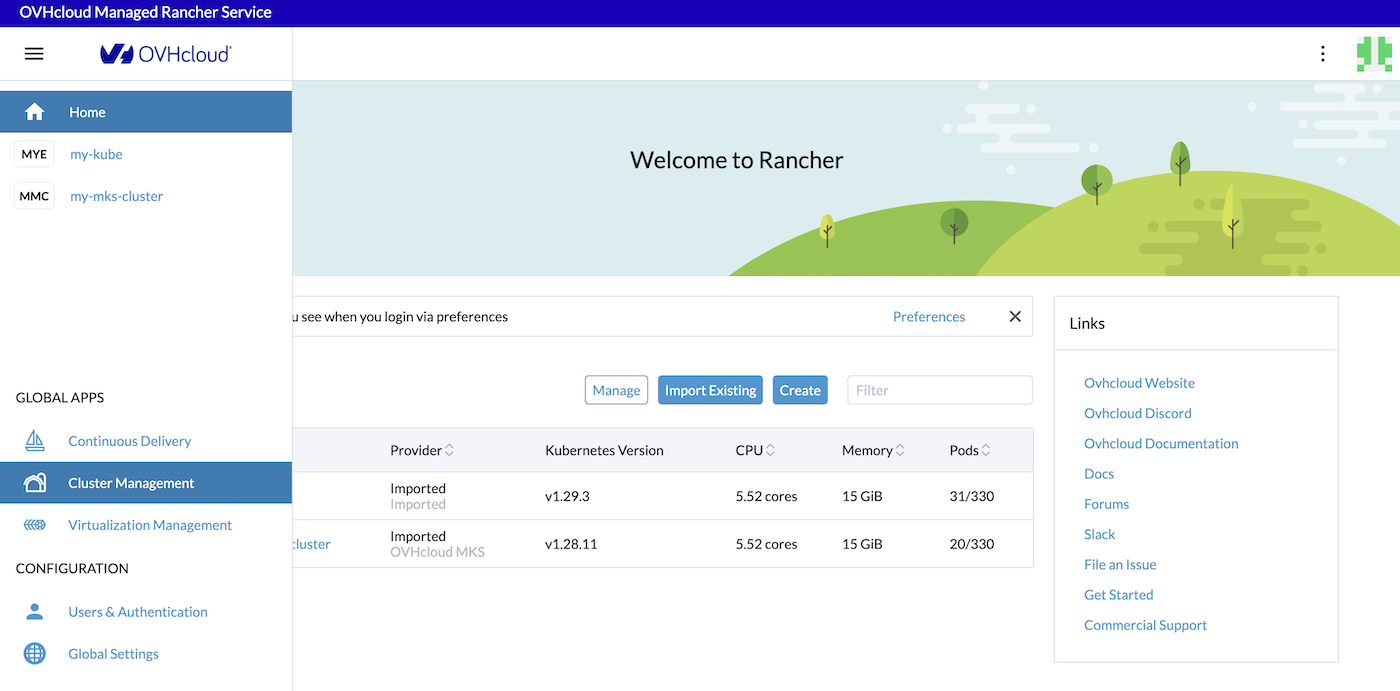 OVHcloud Managed Rancher Service
OVHcloud
Home
MYE my-kube
MMC my-mks-cluster
GLOBAL APPS
Continuous Delivery
Cluster Management
Virtualization Management
CONFIGURATION
Users & Authentication
Global Settings
Welcome to Rancher
u see when you login via preferences Preferences
Manage Import Existing Create Filter
Provider Kubernetes Version CPU Memory Pods
Imported
Imported
v1.29.3 5.52 cores 15 GiB 31/330
cluster
Imported
OVHcloud MKS
v1.28.11 5.52 cores 15 GiB 20/330
Links
Ovhcloud Website
Ovhcloud Discord
Ovhcloud Documentation
Docs
Forums
Slack
File an Issue
Get Started
Commercial Support